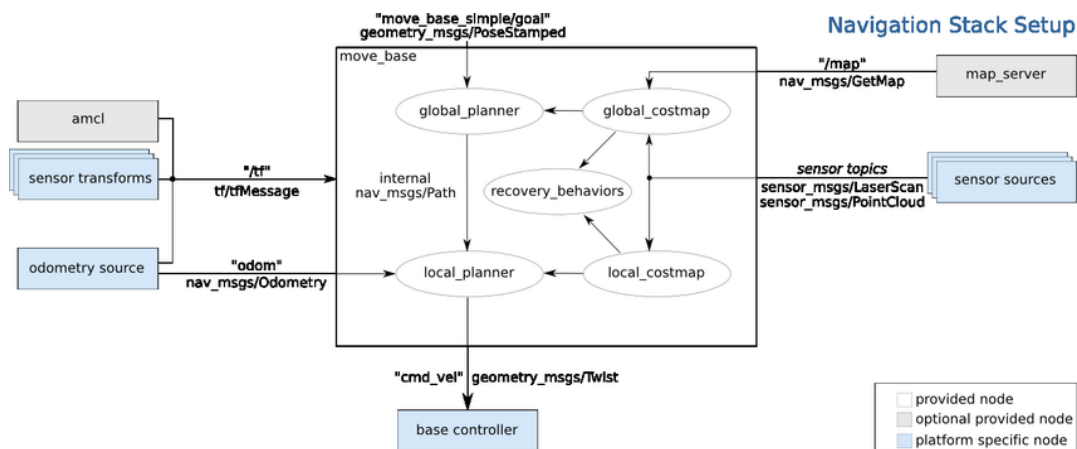 Navigation Stack Setup
"move_base_simple/goal"
geometry_msgs/PoseStamped
move_base
"/map"
nav_msgs/GetMap
map_server
global_planner
global_costmap
amcl
sensor transforms
"/tf"
tf/tfMessage
internal
nav_msgs/Path
recovery_behaviors
sensor topics
sensor_msgs/LaserScan
sensor_msgs/PointCloud
sensor sources
odometry source
"odom"
nav_msgs/Odometry
local_planner
local_costmap
"cmd_vel" geometry_msgs/Twist
base controller
provided node
optional provided node
platform specific node